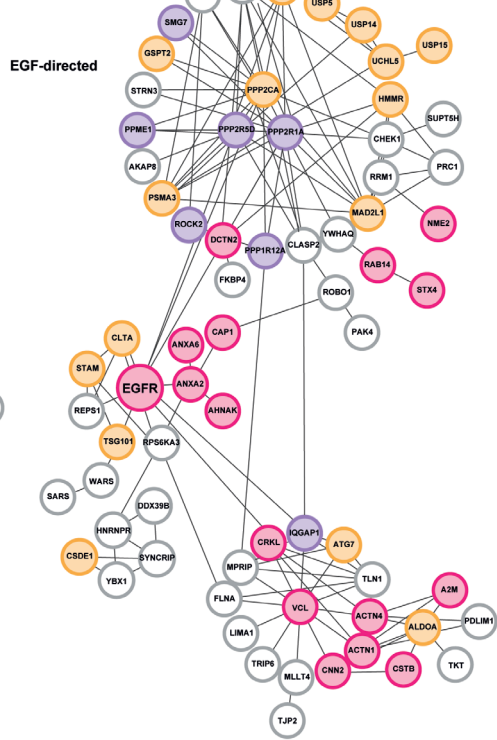 USP5
SMG7
USP14
GSPT2
USP15
UCHL5
EGF-directed
STRN3
PPP2CA
HMMR
SUPT5H
PPME1
PPP2R5D
PPP2R1A
CHEK1
AKAP8
RRM1
PRC1
PSMA3
MAD2L1
ROCK2
NME2
DCTN2
PPP1R12A
CLASP2
YWHAQ
RAB14
FKBP4
ROBO1
STX4
CAP1
PAK4
CLTA
ANXA6
STAM
EGFR
ANXA2
REPS1
AHNAK
TSG101
RPS6KA3
WARS
SARS
DDX39B
HNRNPR
CSDE1
SYNCRIP
YBX1
IQGAP1
CRKL
ATG7
MPRIP
TLN1
A2M
FLNA
VCL
ACTN4
PDLIM1
ALDOA
LIMA1
ACTN1
TRIP6
TKT
CNN2
CSTB
MLLT4
TJP2